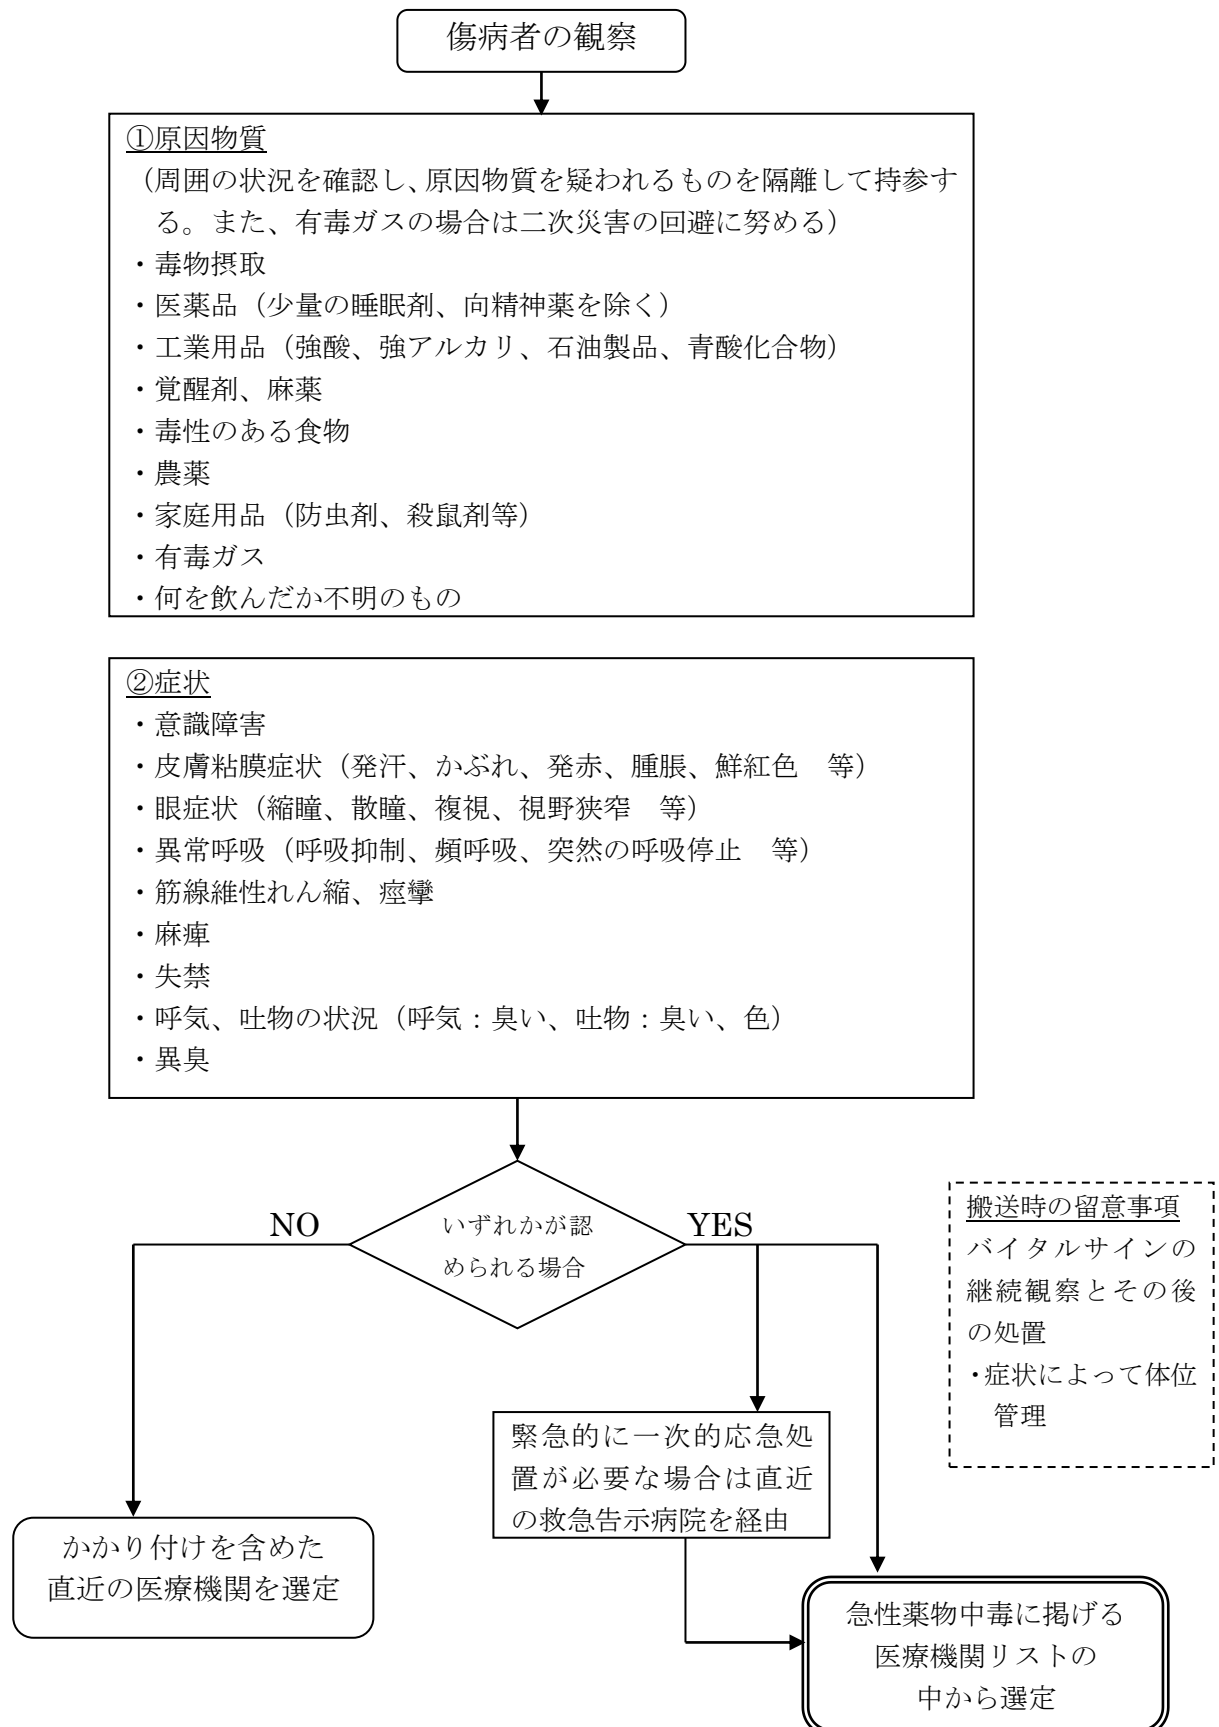 傷病者の観察
①原因物質
（周囲の状況を確認し、原因物質を疑われるものを隔離して持参す
る。また、有毒ガスの場合は二次災害の回避に努める）
・毒物摂取
・医薬品（少量の睡眠剤、向精神薬を除く）
・工業用品（強酸、強アルカリ、石油製品、青酸化合物）
・覚醒剤、麻薬
・毒性のある食物
・農薬
・家庭用品（防虫剤、殺鼠剤等）
・有毒ガス
・何を飲んだか不明のもの
②症状
・意識障害
・皮膚粘膜症状（発汗、かぶれ、発赤、腫脹、鮮紅色　等）
・眼症状（縮瞳、散瞳、複視、視野狭窄　等）
・異常呼吸（呼吸抑制、頻呼吸、突然の呼吸停止　等）
・筋線維性れん縮、痙攣
・麻痺
・失禁
・呼気、吐物の状況（呼気：臭い、吐物：臭い、色）
・異臭
NO
いずれかが認
められる場合
YES
搬送時の留意事項
バイタルサインの
継続観察とその後
の処置
・症状によって体位
管理
緊急的に一次的応急処
置が必要な場合は直近
の救急告示病院を経由
かかり付けを含めた
直近の医療機関を選定
急性薬物中毒に掲げる
医療機関リストの
中から選定